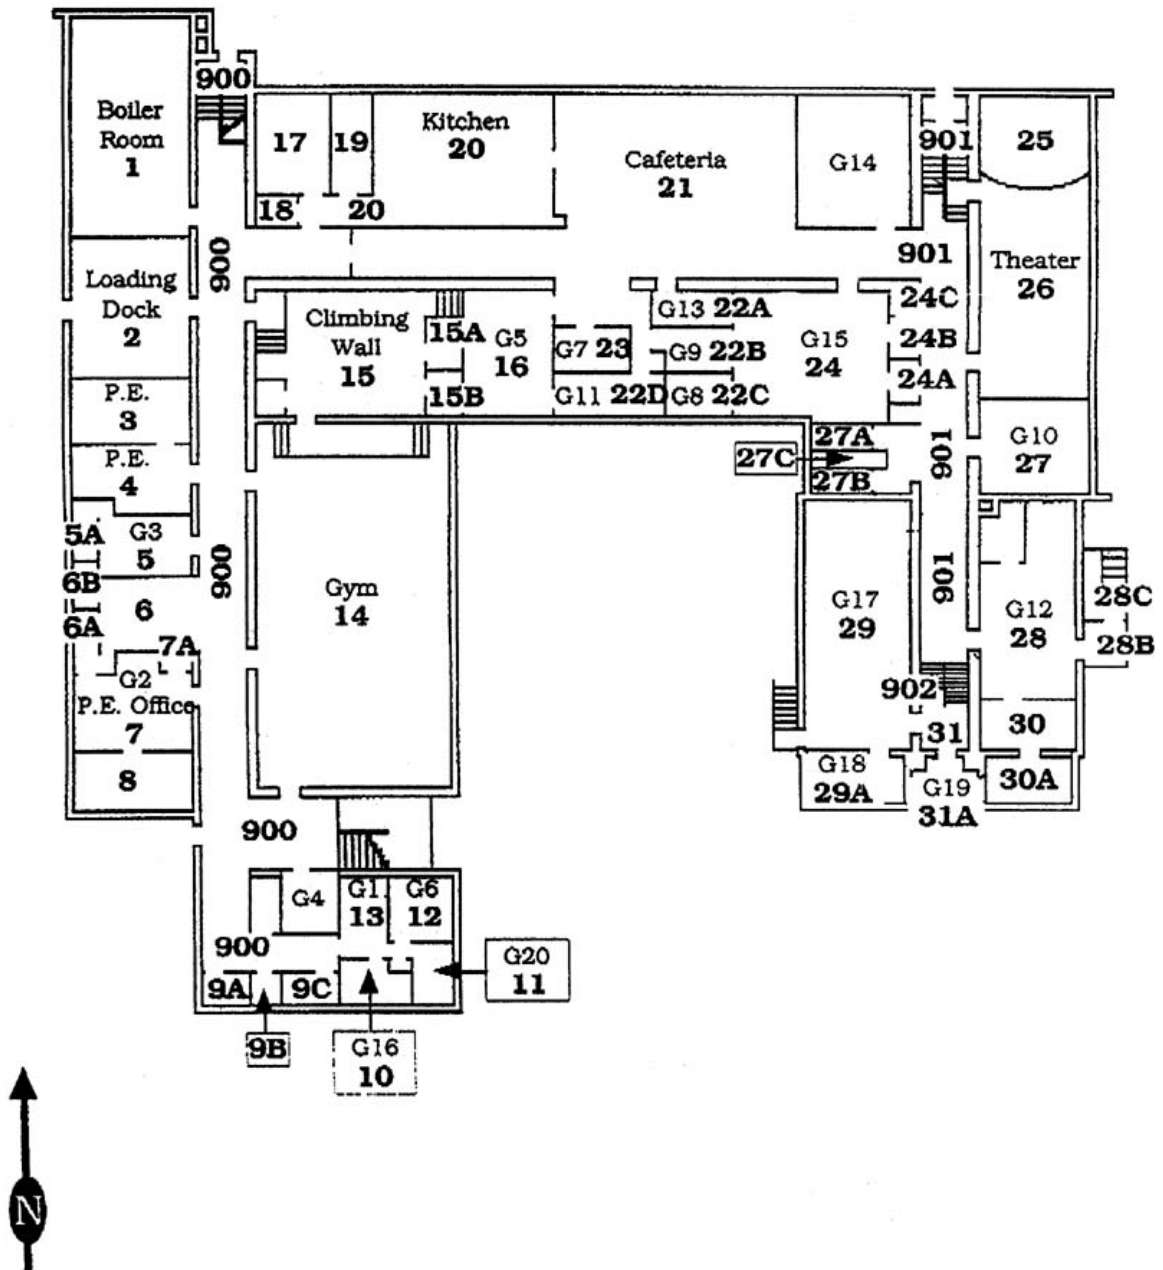 900
Boiler
Room
1
17
19
Kitchen
20
Cafeteria
21
G14
901
25
18
20
900
901
Theater
26
Loading
Dock
2
Climbing
Wall
15
15A
15B
G5
16
G7 23
G13 22A
G9 22B
G11 22D
G8 22C
G15
24
24C
24B
24A
P.E.
3
P.E.
4
27A
27C
27B
901
G10
27
5A
G3
5
6B
6
6A
7A
900
Gym
14
G17
29
901
G12
28
28C
28B
G2
P.E. Office
7
8
902
31
30
G18
29A
G19
31A
30A
900
G4
G1
13
G6
12
900
9A
9C
G20
11
9B
G16
10
N